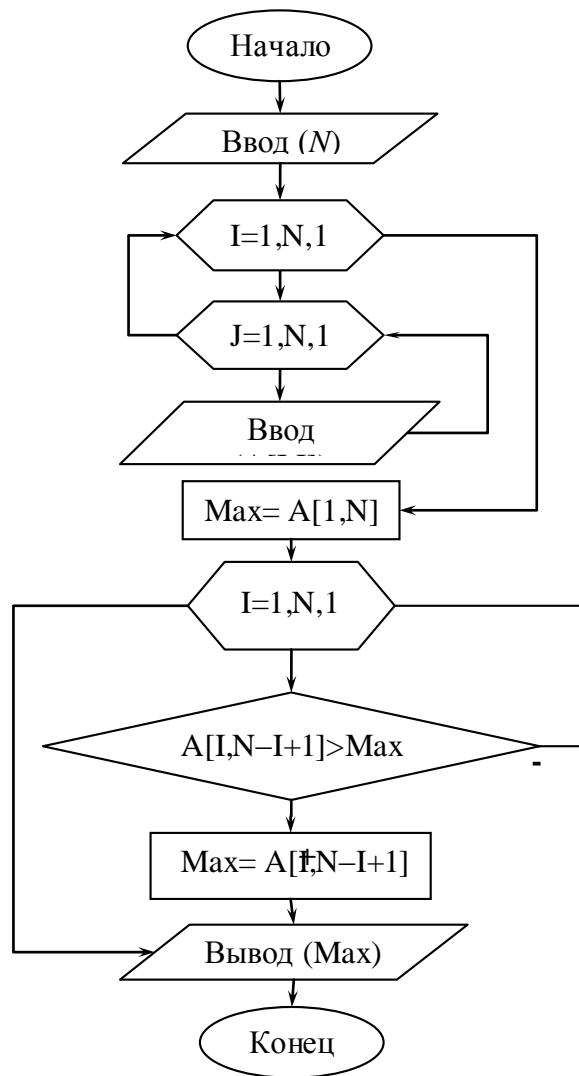 Начало
Ввод (N)
I=1,N,1
J=1,N,1
Ввод
Max= A[1,N]
I=1,N,1
A[I,N–I+1]>Max
-
+
Max= A[I,N–I+1]
Вывод (Max)
Конец